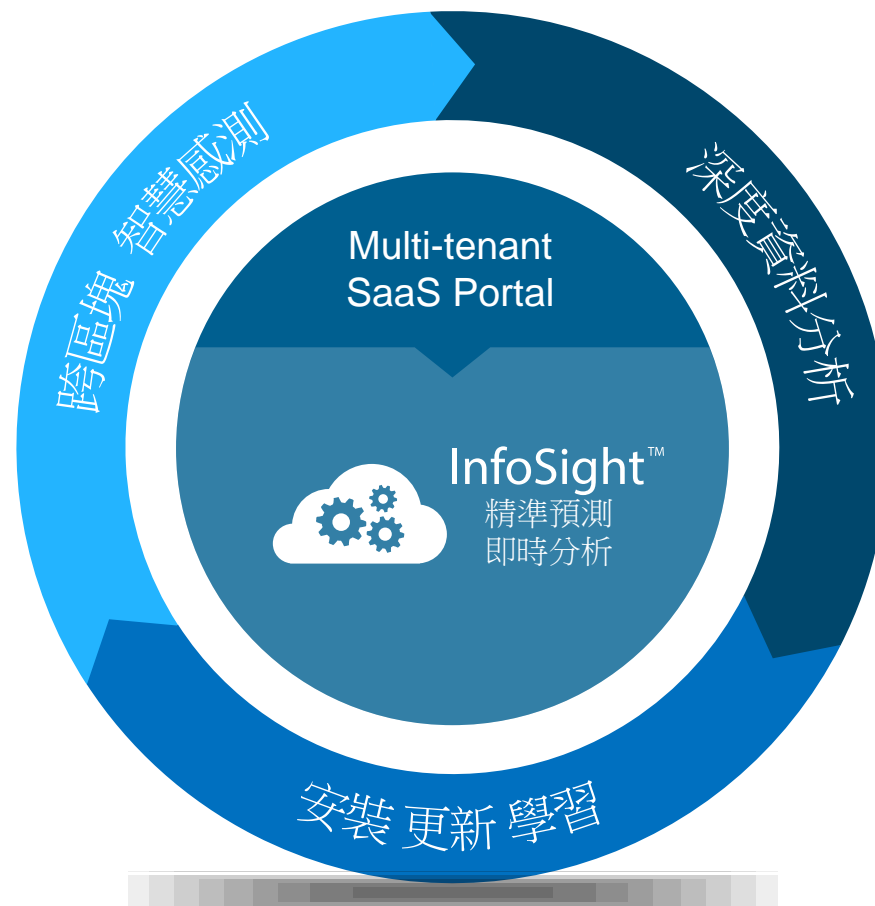 跨區塊 智慧感測
深度資料分析
Multi-tenant
SaaS Portal
InfoSight™
精準預測
即時分析
安裝 更新 學習